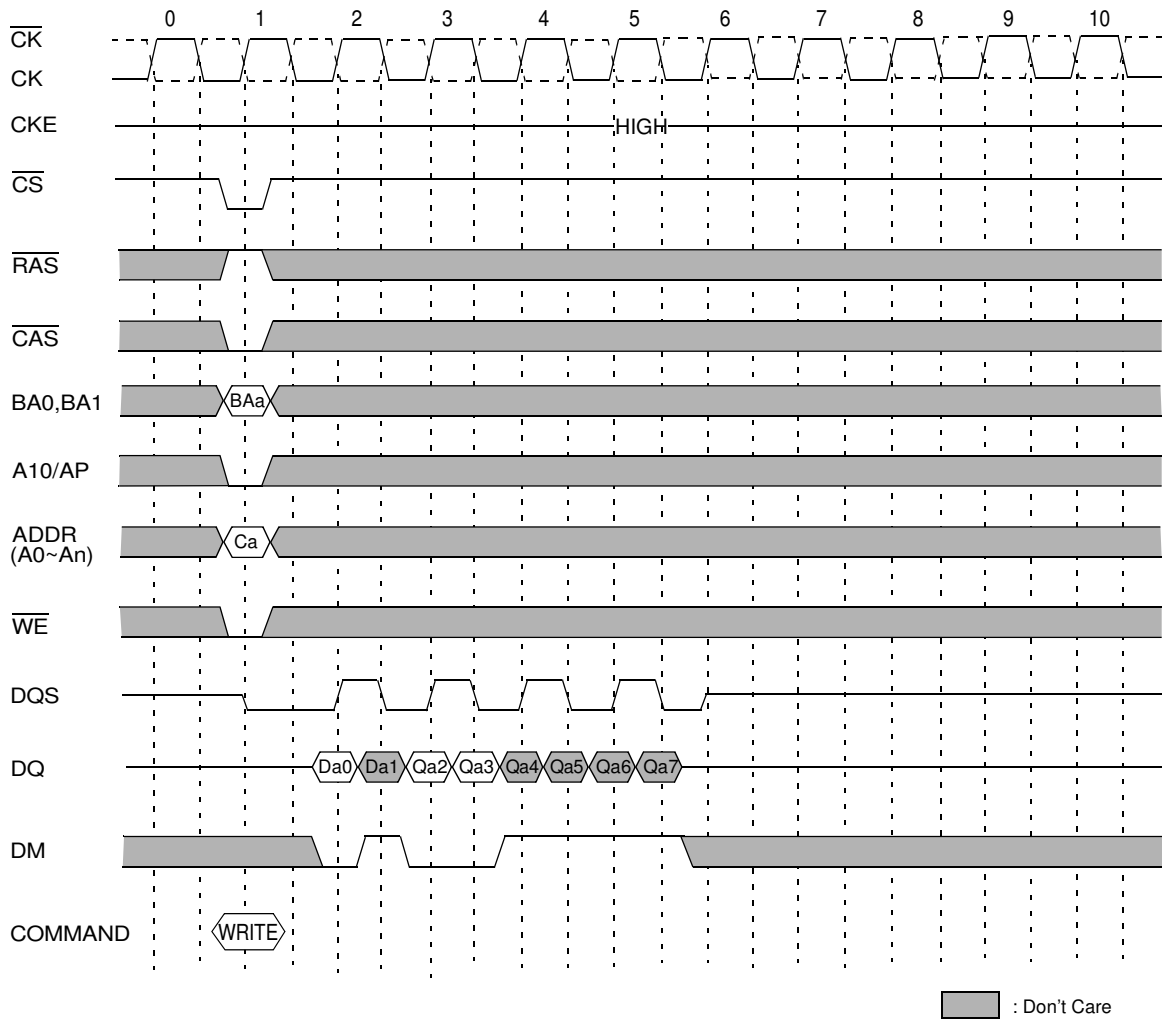 0 1 2 3 4 5 6 7 8 9 10
CK
CK
CKE HIGH
CS
RAS
CAS
BA0,BA1 BAa
A10/AP
ADDR
(A0~An) Ca
WE
DQS
DQ Da0 Da1 Qa2 Qa3 Qa4 Qa5 Qa6 Qa7
DM
COMMAND WRITE
: Don't Care